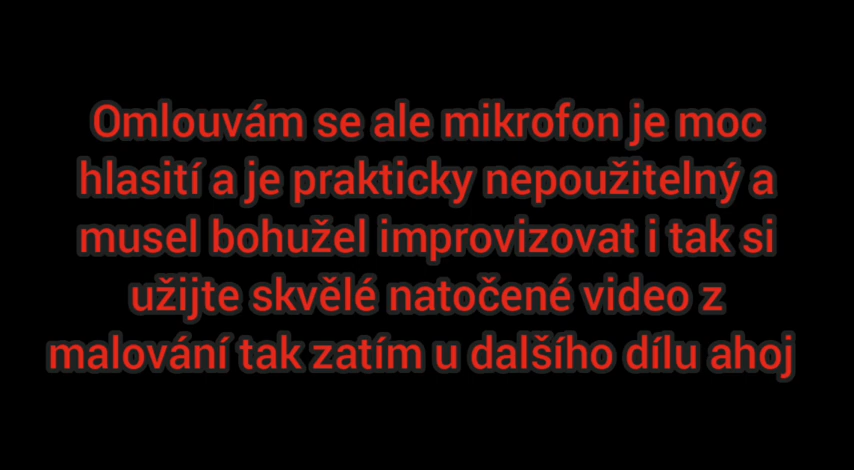 Omlouvám se ale mikrofon je moc
hlasití a je prakticky nepoužitelný a
musel bohužel improvizovat i tak si
užijte skvělé natočené video z
malování tak zatím u dalšího dílu ahoj